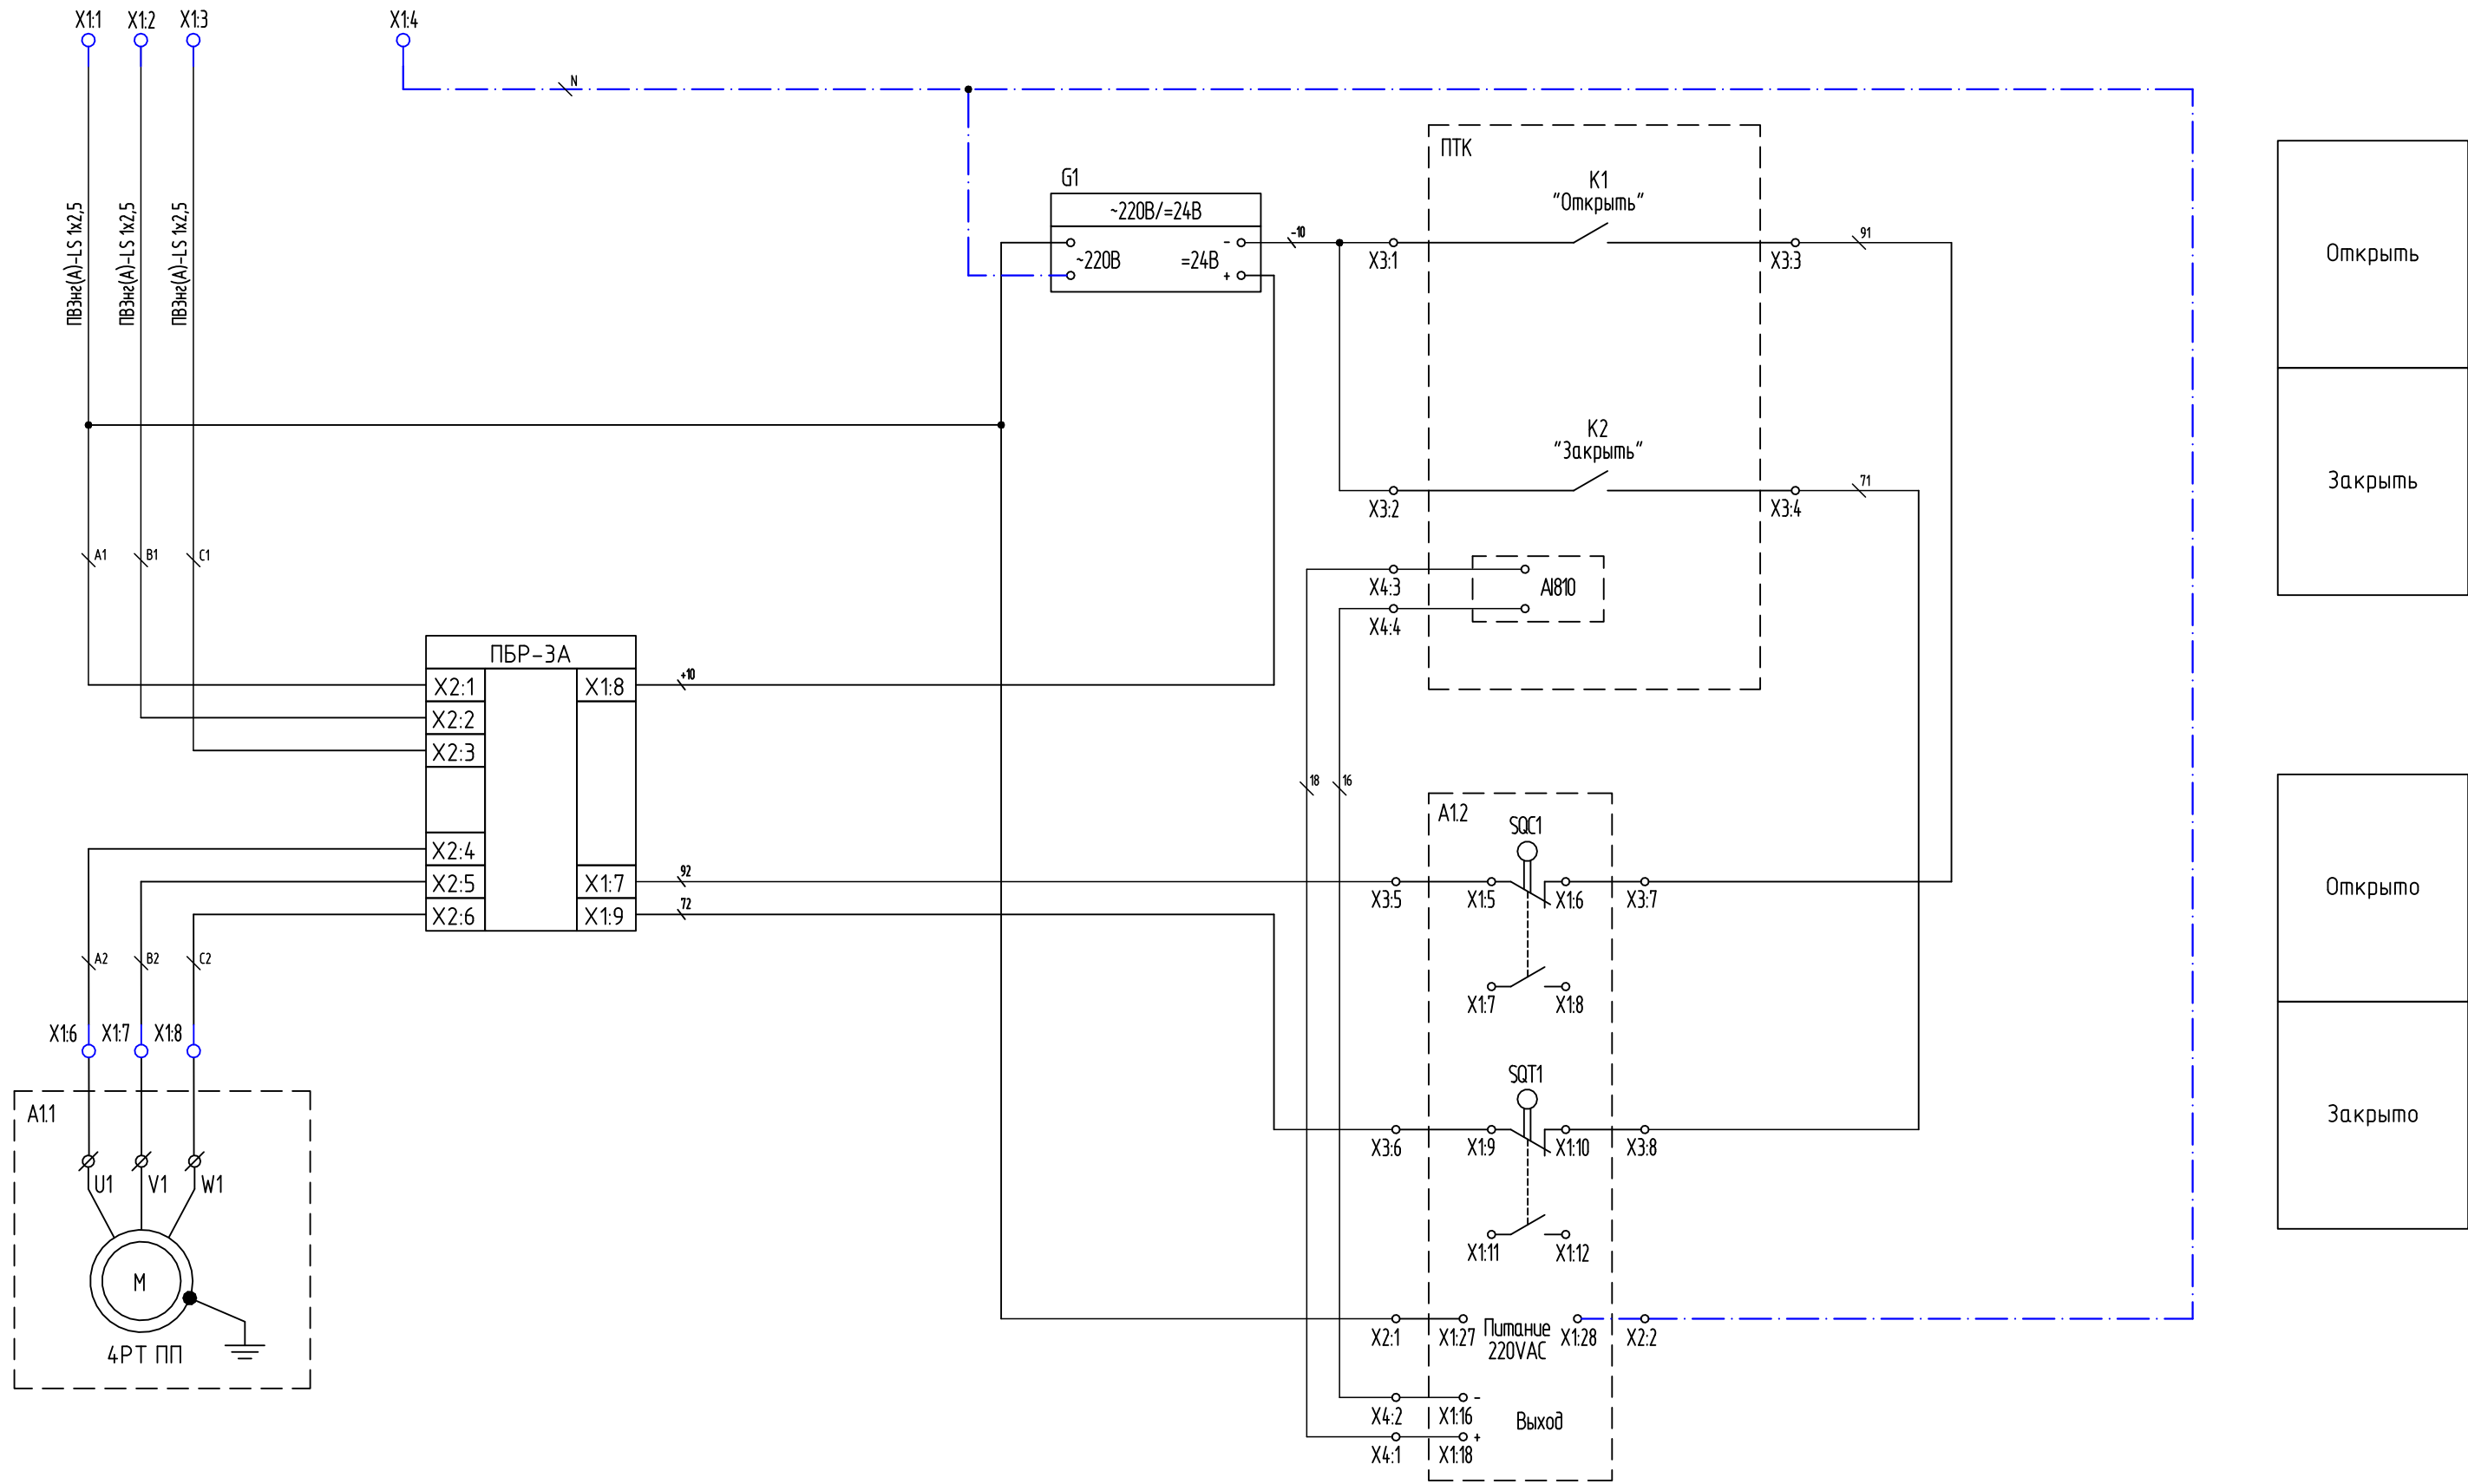 X1:1
X1:2
X1:3
X1:4
N
ПВ3нг(А)-LS 1x2,5
ПВ3нг(А)-LS 1x2,5
ПВ3нг(А)-LS 1x2,5
G1
~220В/=24В
~220В
=24В
-
+
-10
ПТК
К1
"Открыть"
X3:1
X3:3
91
Открыть
К2
"Закрыть"
X3:2
X3:4
71
Закрыть
A1
B1
C1
X4:3
AI810
X4:4
ПБР-3А
X2:1
X1:8
+10
X2:2
X2:3
18
16
X2:4
X2:5
X1:7
92
X2:6
X1:9
72
A1.2
SQC1
X3:5
X1:5
X1:6
X3:7
Открыто
A2
B2
C2
X1:7
X1:8
X1:6
X1:7
X1:8
SQT1
X3:6
X1:9
X1:10
X3:8
Закрыто
A1.1
U1
V1
W1
X1:11
X1:12
M
4РТ ПП
X2:1
X1:27
Питание
220VAC
X1:28
X2:2
-
X4:2
X1:16
Выход
+
X4:1
X1:18